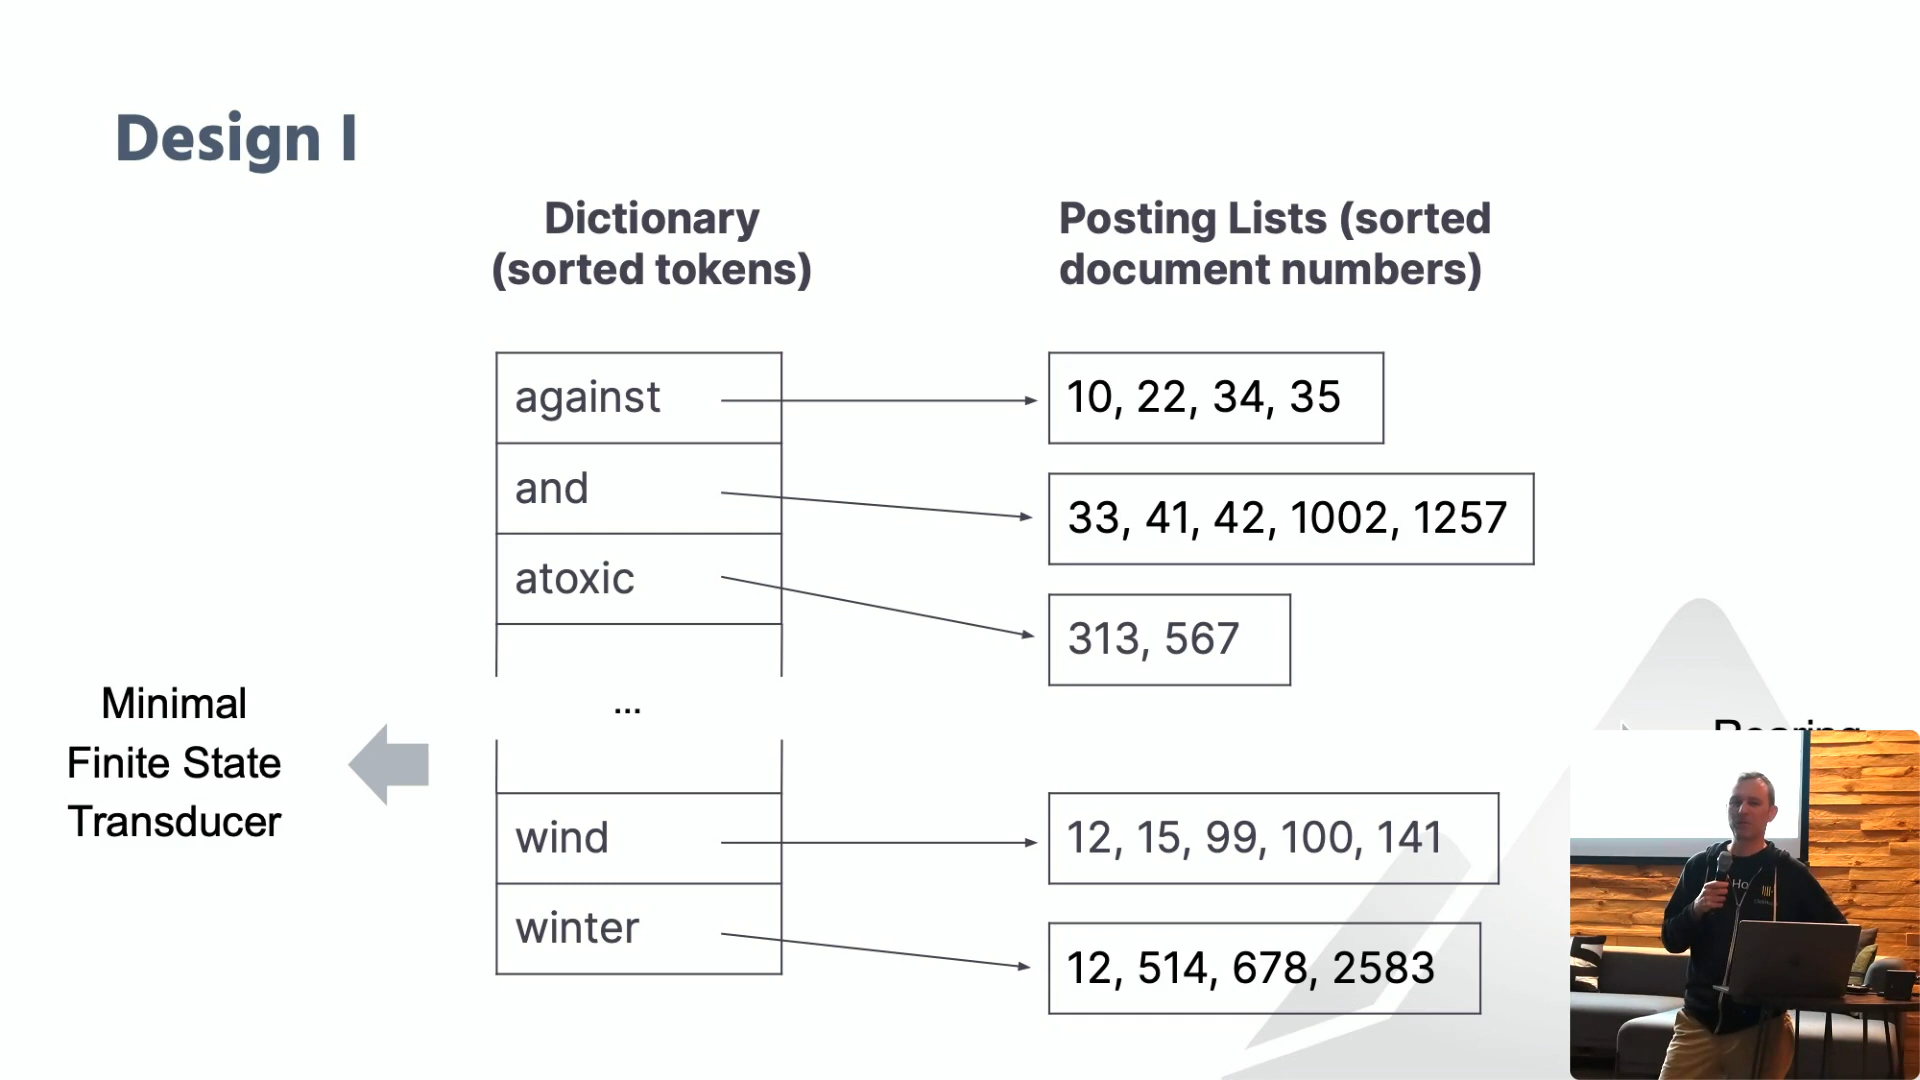 Design I
Dictionary
(sorted tokens)
Posting Lists (sorted
document numbers)
against
10, 22, 34, 35
and
33, 41, 42, 1002, 1257
atoxic
313, 567
...
Minimal
Finite State
Transducer
wind
12, 15, 99, 100, 141
winter
12, 514, 678, 2583